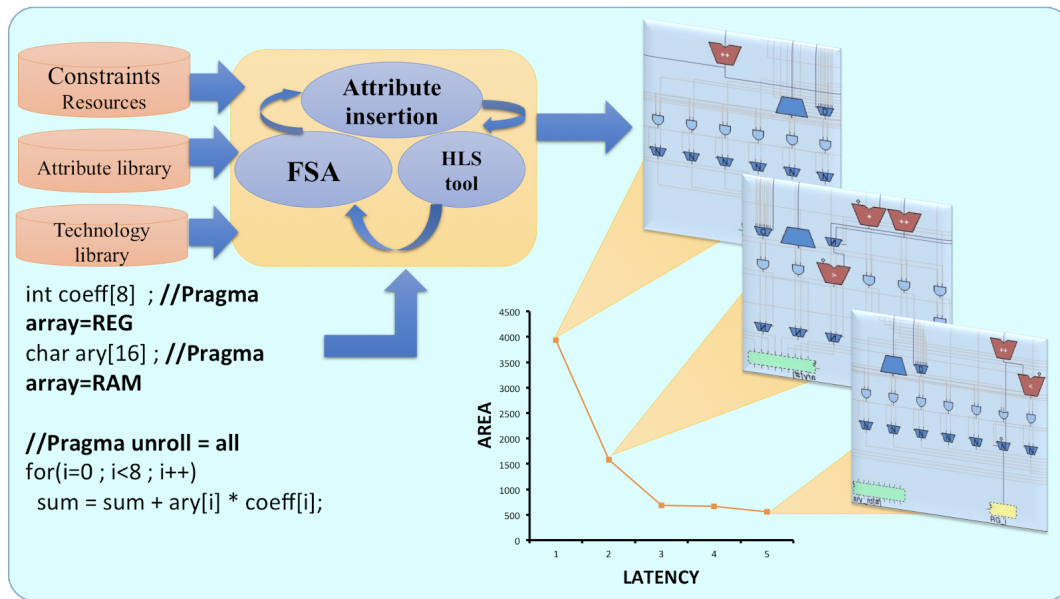 Constraints
Resources
Attribute library
Technology
library
Attribute
insertion
FSA
HLS
tool
int coeff[8] ; //Pragma
array=REG
char ary[16] ; //Pragma
array=RAM
//Pragma unroll = all
for(i=0 ; i<8 ; i++)
sum = sum + ary[i] * coeff[i];
AREA
4500
4000
3500
3000
2500
2000
1500
1000
500
0
1 2 3 4 5
LATENCY
++
+ ++
>
++
<